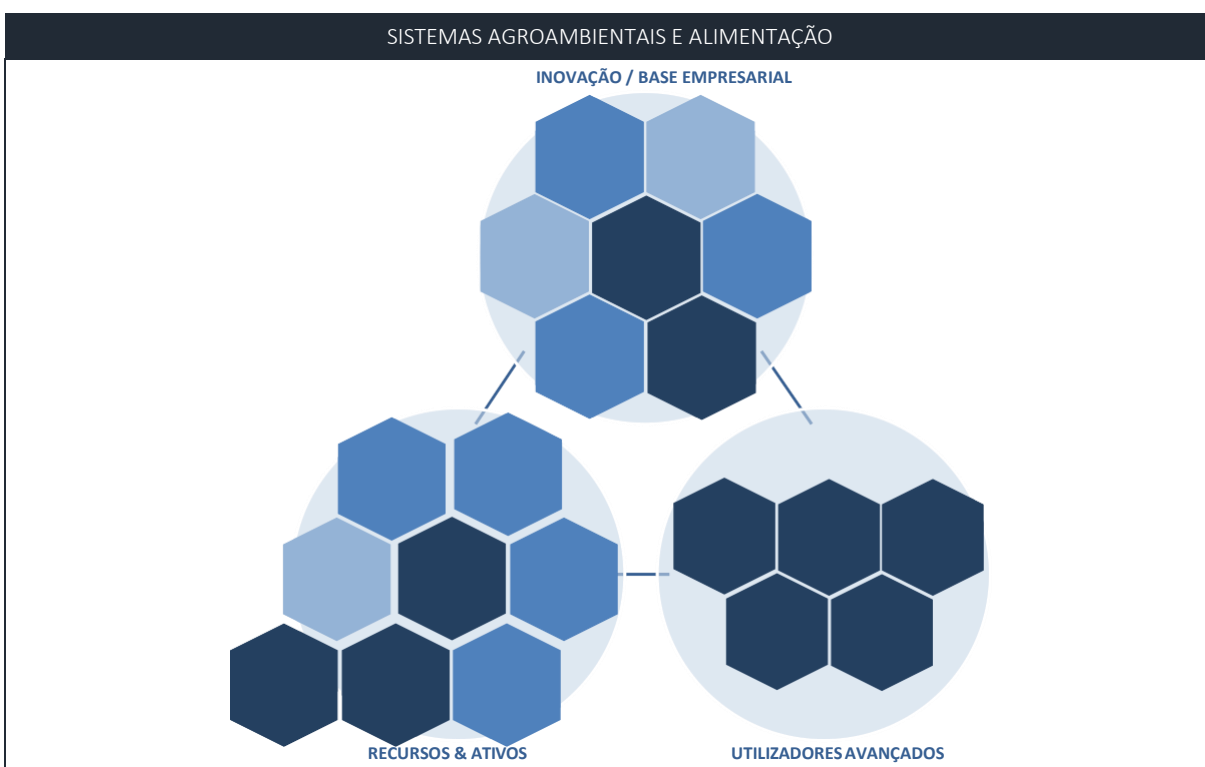 SISTEMAS AGROAMBIENTAIS E ALIMENTAÇÃO
INOVAÇÃO / BASE EMPRESARIAL
RECURSOS & ATIVOS
UTILIZADORES AVANÇADOS